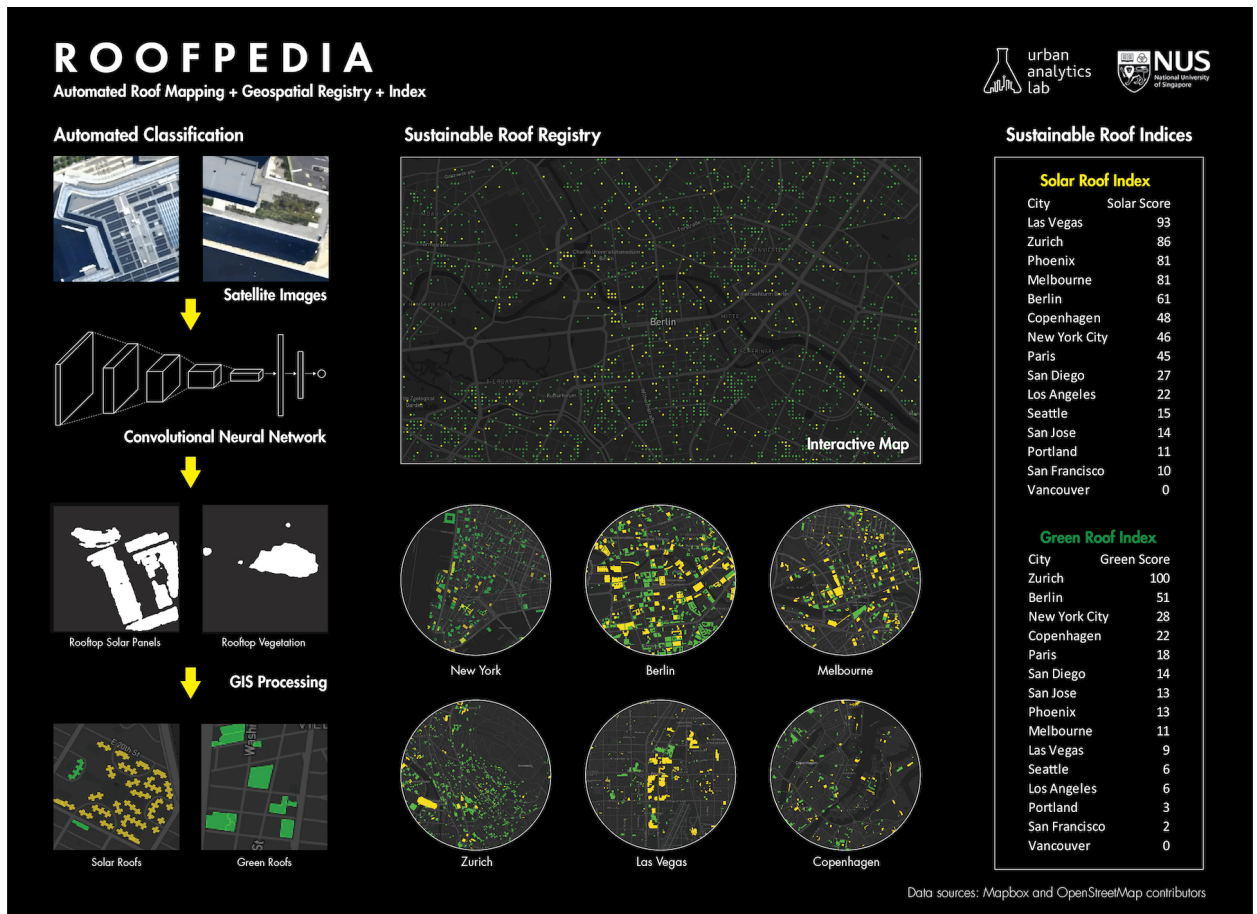 ROOFPEDIA
Automated Roof Mapping + Geospatial Registry + Index
urban
analytics
lab
NUS
National University
of Singapore
Automated Classification
Satellite Images
Convolutional Neural Network
Rooftop Solar Panels
Rooftop Vegetation
GIS Processing
E 20th St
Solar Roofs
Green Roofs
Sustainable Roof Registry
Berlin
Interactive Map
New York
Berlin
Melbourne
Zurich
Las Vegas
Copenhagen
Sustainable Roof Indices
Solar Roof Index
City Solar Score
Las Vegas 93
Zurich 86
Phoenix 81
Melbourne 81
Berlin 61
Copenhagen 48
New York City 46
Paris 45
San Diego 27
Los Angeles 22
Seattle 15
San Jose 14
Portland 11
San Francisco 10
Vancouver 0
Green Roof Index
City Green Score
Zurich 100
Berlin 51
New York City 28
Copenhagen 22
Paris 18
San Diego 14
San Jose 13
Phoenix 13
Melbourne 11
Las Vegas 9
Seattle 6
Los Angeles 6
Portland 3
San Francisco 2
Vancouver 0
Data sources: Mapbox and OpenStreetMap contributors